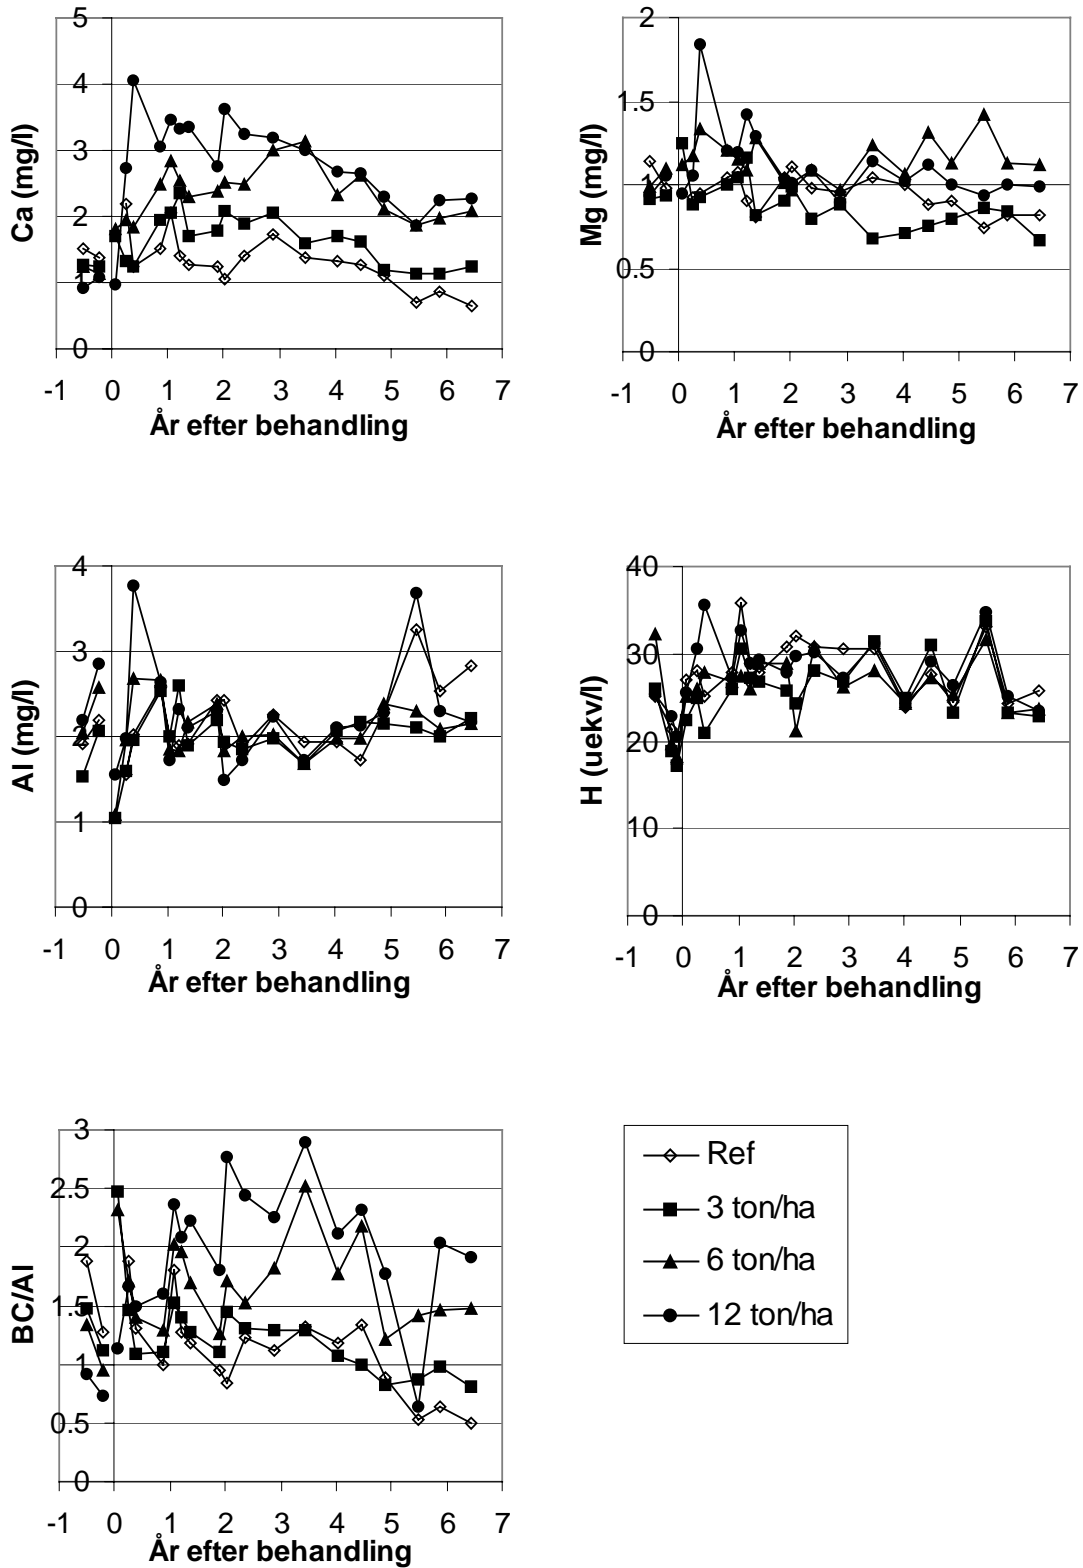 5
4
3
2
1
0
Ca (mg/l)
-1 0 1 2 3 4 5 6 7
År efter behandling
2
1.5
1
0.5
0
Mg (mg/l)
-1 0 1 2 3 4 5 6 7
År efter behandling
4
3
2
1
0
Al (mg/l)
-1 0 1 2 3 4 5 6 7
År efter behandling
40
30
20
10
0
H (uekv/l)
-1 0 1 2 3 4 5 6 7
År efter behandling
3
2.5
2
1.5
1
0.5
0
BC/Al
-1 0 1 2 3 4 5 6 7
År efter behandling
Ref
3 ton/ha
6 ton/ha
12 ton/ha